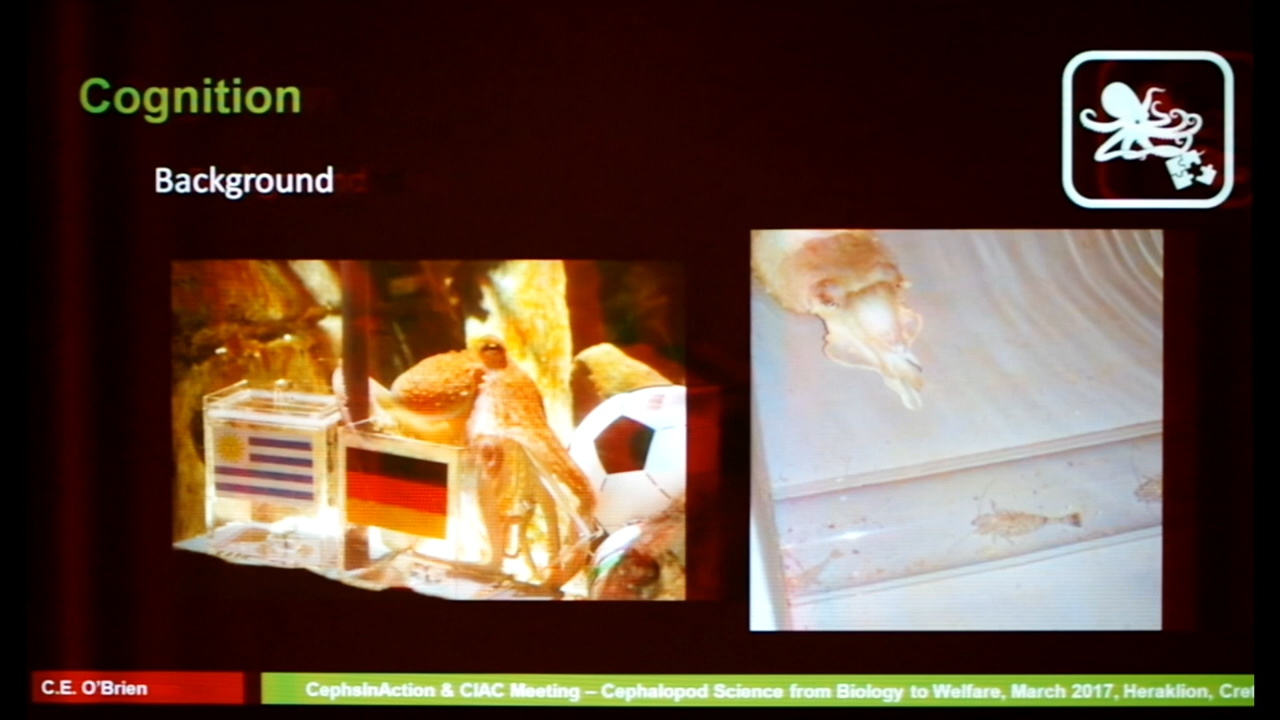 Cognition
Background
C.E. O'Brien
CephsInAction & CIAC Meeting – Cephalopod Science from Biology to Welfare, March 2017, Heraklion,